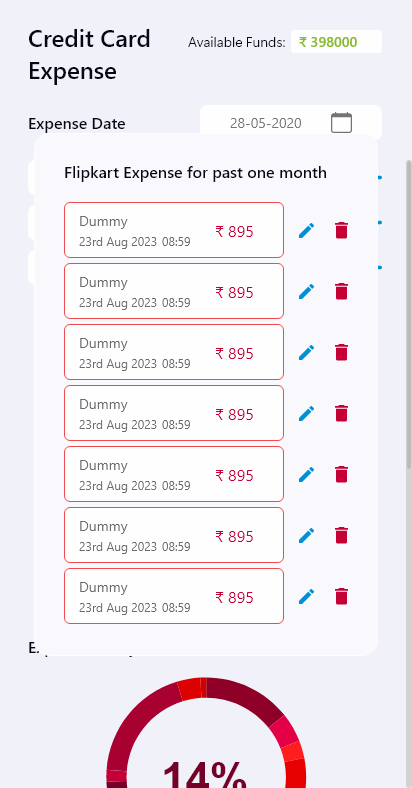 Credit Card
Expense
Available Funds: ₹ 398000
Expense Date
28-05-2020
Flipkart Expense for past one month
Dummy
23rd Aug 2023 08:59
₹ 895
Dummy
23rd Aug 2023 08:59
₹ 895
Dummy
23rd Aug 2023 08:59
₹ 895
Dummy
23rd Aug 2023 08:59
₹ 895
Dummy
23rd Aug 2023 08:59
₹ 895
Dummy
23rd Aug 2023 08:59
₹ 895
Dummy
23rd Aug 2023 08:59
₹ 895
14%